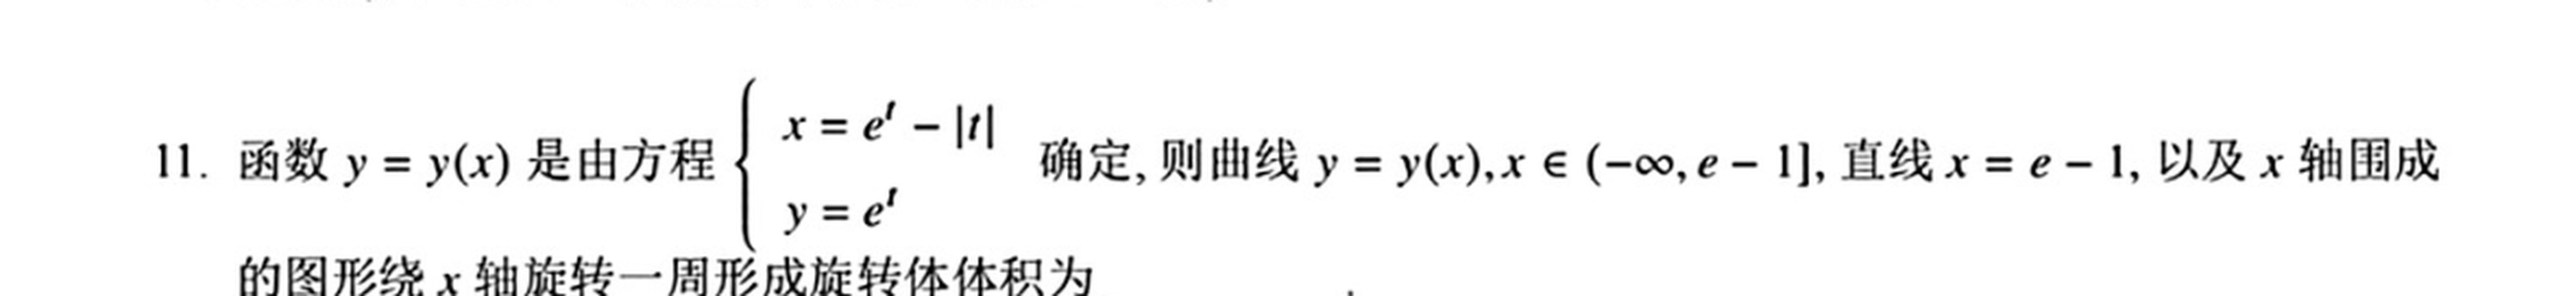 11. 函数 y = y(x) 是由方程 { x = e^t − |t|
y = e^t 确定, 则曲线 y = y(x), x ∈ (−∞, e − 1], 直线 x = e − 1, 以及 x 轴围成
的图形绕 x 轴旋转一周形成旋转体体积为